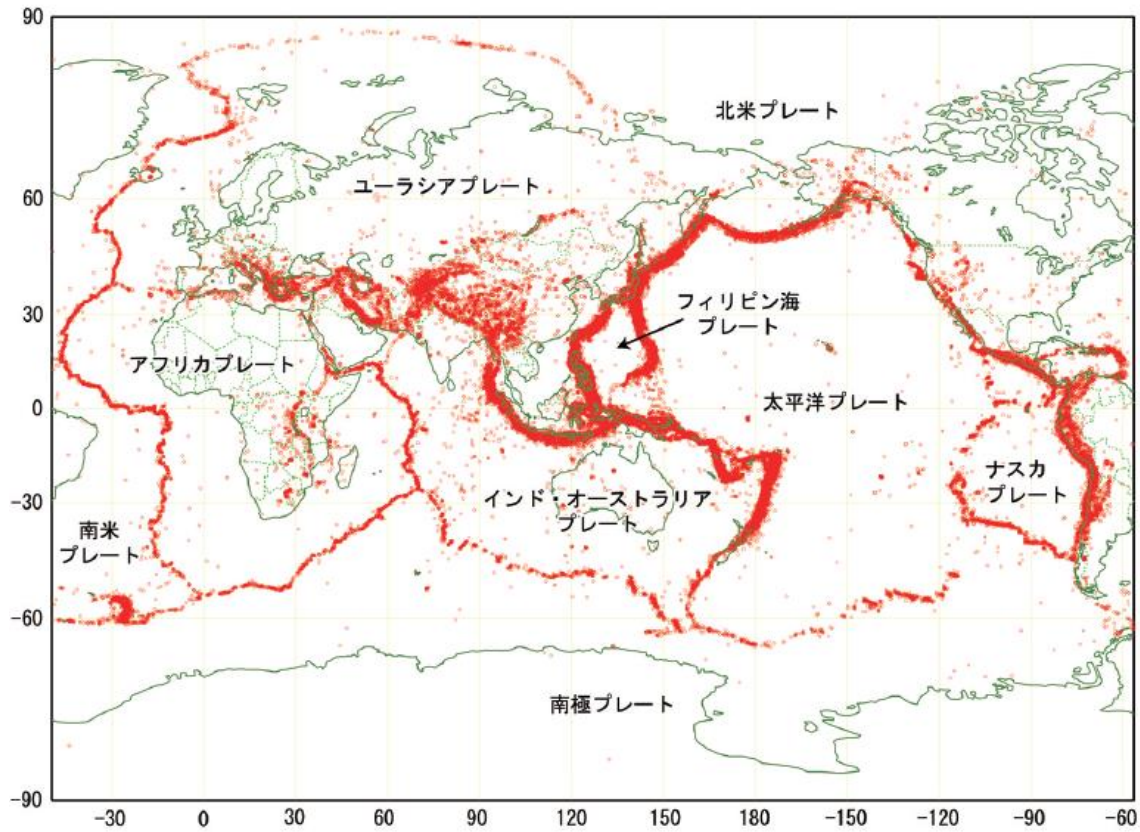 90
北米プレート
ユーラシアプレート
60
30
フィリピン海
プレート
アフリカプレート
太平洋プレート
0
ナスカ
プレート
インド・オーストラリア
プレート
-30
南米
プレート
-60
南極プレート
-90
-30 0 30 60 90 120 150 180 -150 -120 -90 -60